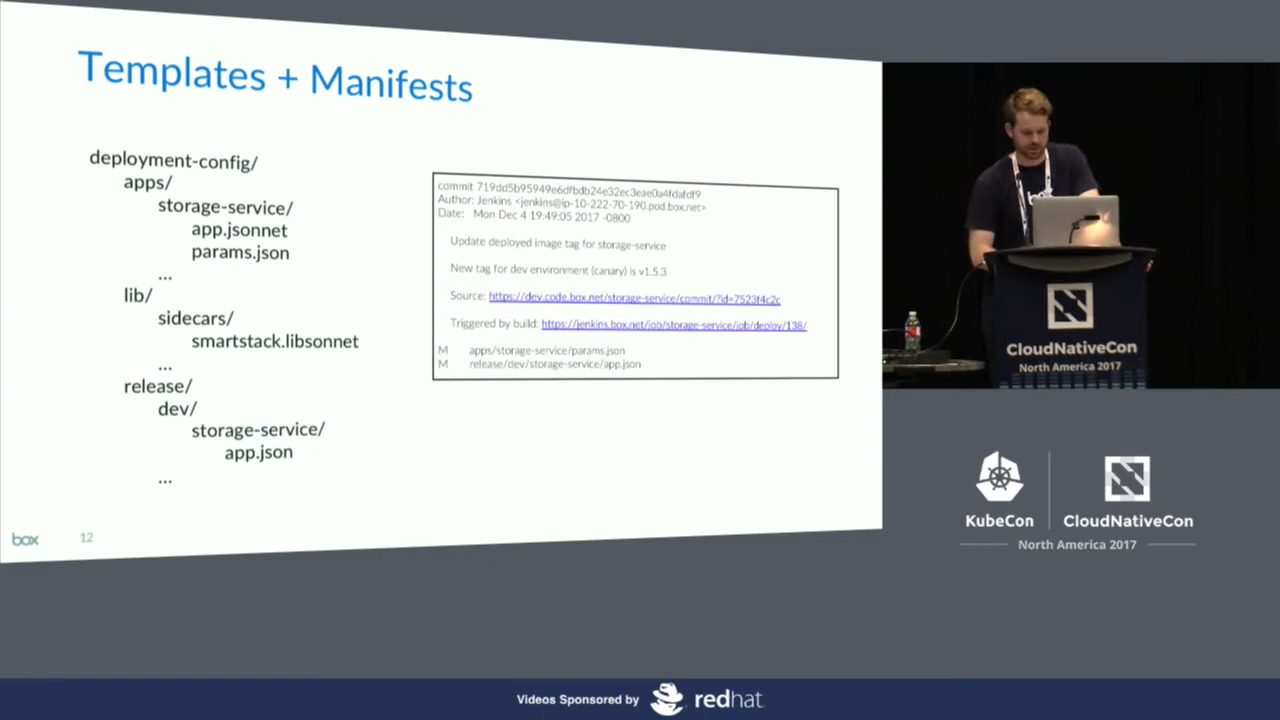 Templates + Manifests
deployment-config/
apps/
storage-service/
app.jsonnet
params.json
...
lib/
sidecars/
smartstack.libsonnet
...
release/
dev/
storage-service/
app.json
...
commit 719dd5b95949e6dfbdb24e32ec3eae0a4fdafdf9
Author: Jenkins <jenkins@ip-10-222-70-190.pod.box.net>
Date: Mon Dec 4 19:49:05 2017 -0800
Update deployed image tag for storage-service
New tag for dev environment (canary) is v1.5.3
Source: https://dev.code.box.net/storage-service/commit/?id=7523f4c2c
Triggered by build: https://jenkins.box.net/job/storage-service/job/deploy/138/
M apps/storage-service/params.json
M release/dev/storage-service/app.json
box 12
CloudNativeCon
North America 2017
KubeCon
CloudNativeCon
North America 2017
Videos Sponsored by redhat